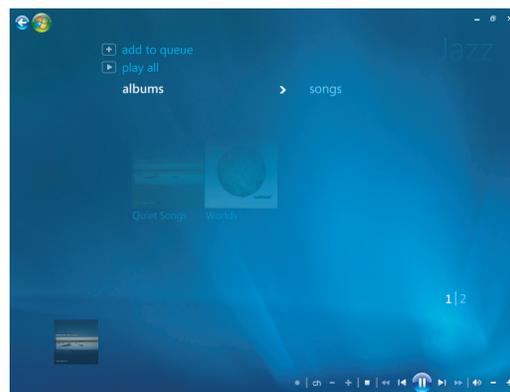 Jazz
add to queue
play all
albums
songs
Quiet Songs Worlds
1 | 2
ch